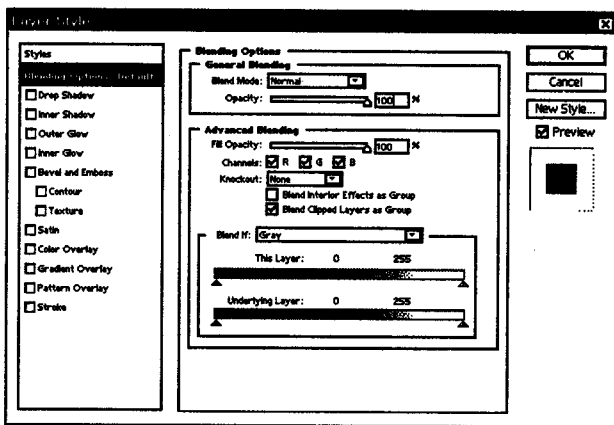 Layer Style
Styles
Blending Options: Default
Drop Shadow
Inner Shadow
Outer Glow
Inner Glow
Bevel and Emboss
Contour
Texture
Satin
Color Overlay
Gradient Overlay
Pattern Overlay
Stroke
Blending Options
General Blending
Blend Mode: Normal
Opacity: 100 %
Advanced Blending
Fill Opacity: 100 %
Channels: R G B
Knockout: None
Blend Interior Effects as Group
Blend Clipped Layers as Group
Blend If: Gray
This Layer: 0 255
Underlying Layer: 0 255
OK
Cancel
New Style...
Preview